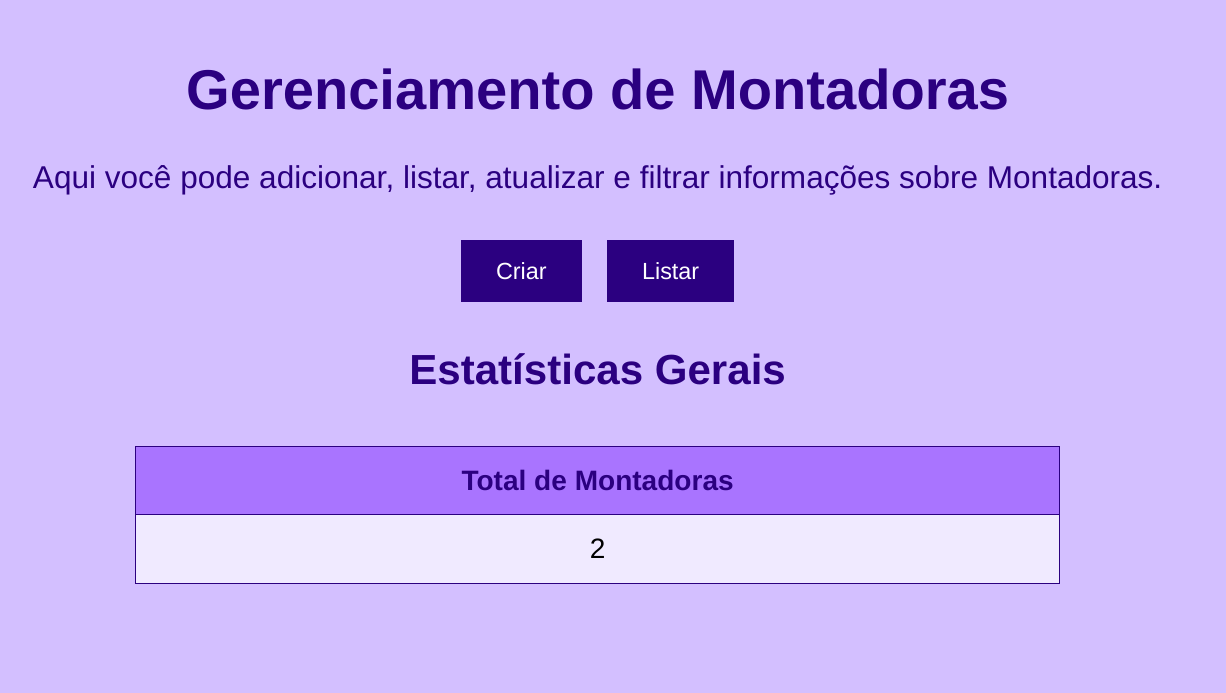 Gerenciamento de Montadoras
Aqui você pode adicionar, listar, atualizar e filtrar informações sobre Montadoras.
Criar
Listar
Estatísticas Gerais
Total de Montadoras
2